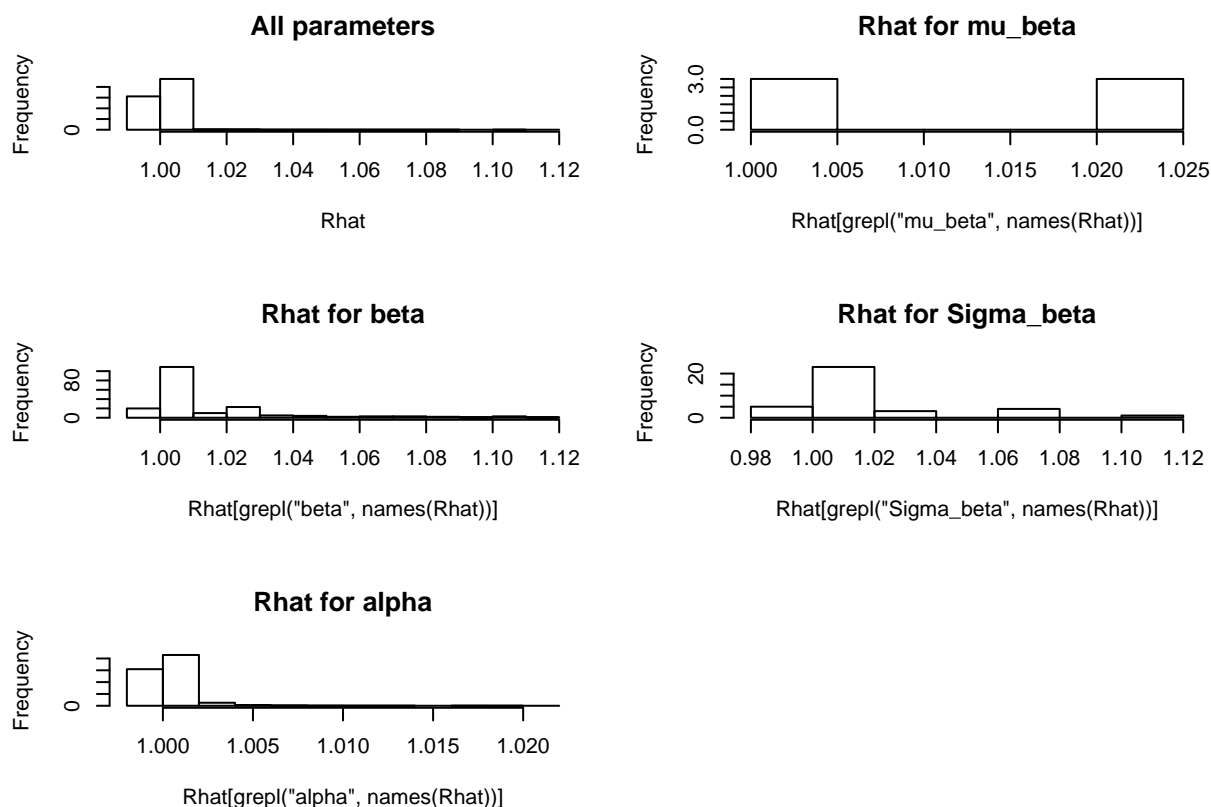 All parameters
Frequency
0
1.00 1.02 1.04 1.06 1.08 1.10 1.12
Rhat
Rhat for mu_beta
Frequency
0.0 3.0
1.000 1.005 1.010 1.015 1.020 1.025
Rhat[grepl("mu_beta", names(Rhat))]
Rhat for beta
Frequency
0 80
1.00 1.02 1.04 1.06 1.08 1.10 1.12
Rhat[grepl("beta", names(Rhat))]
Rhat for Sigma_beta
Frequency
0 20
0.98 1.00 1.02 1.04 1.06 1.08 1.10 1.12
Rhat[grepl("Sigma_beta", names(Rhat))]
Rhat for alpha
Frequency
0
1.000 1.005 1.010 1.015 1.020
Rhat[grepl("alpha", names(Rhat))]